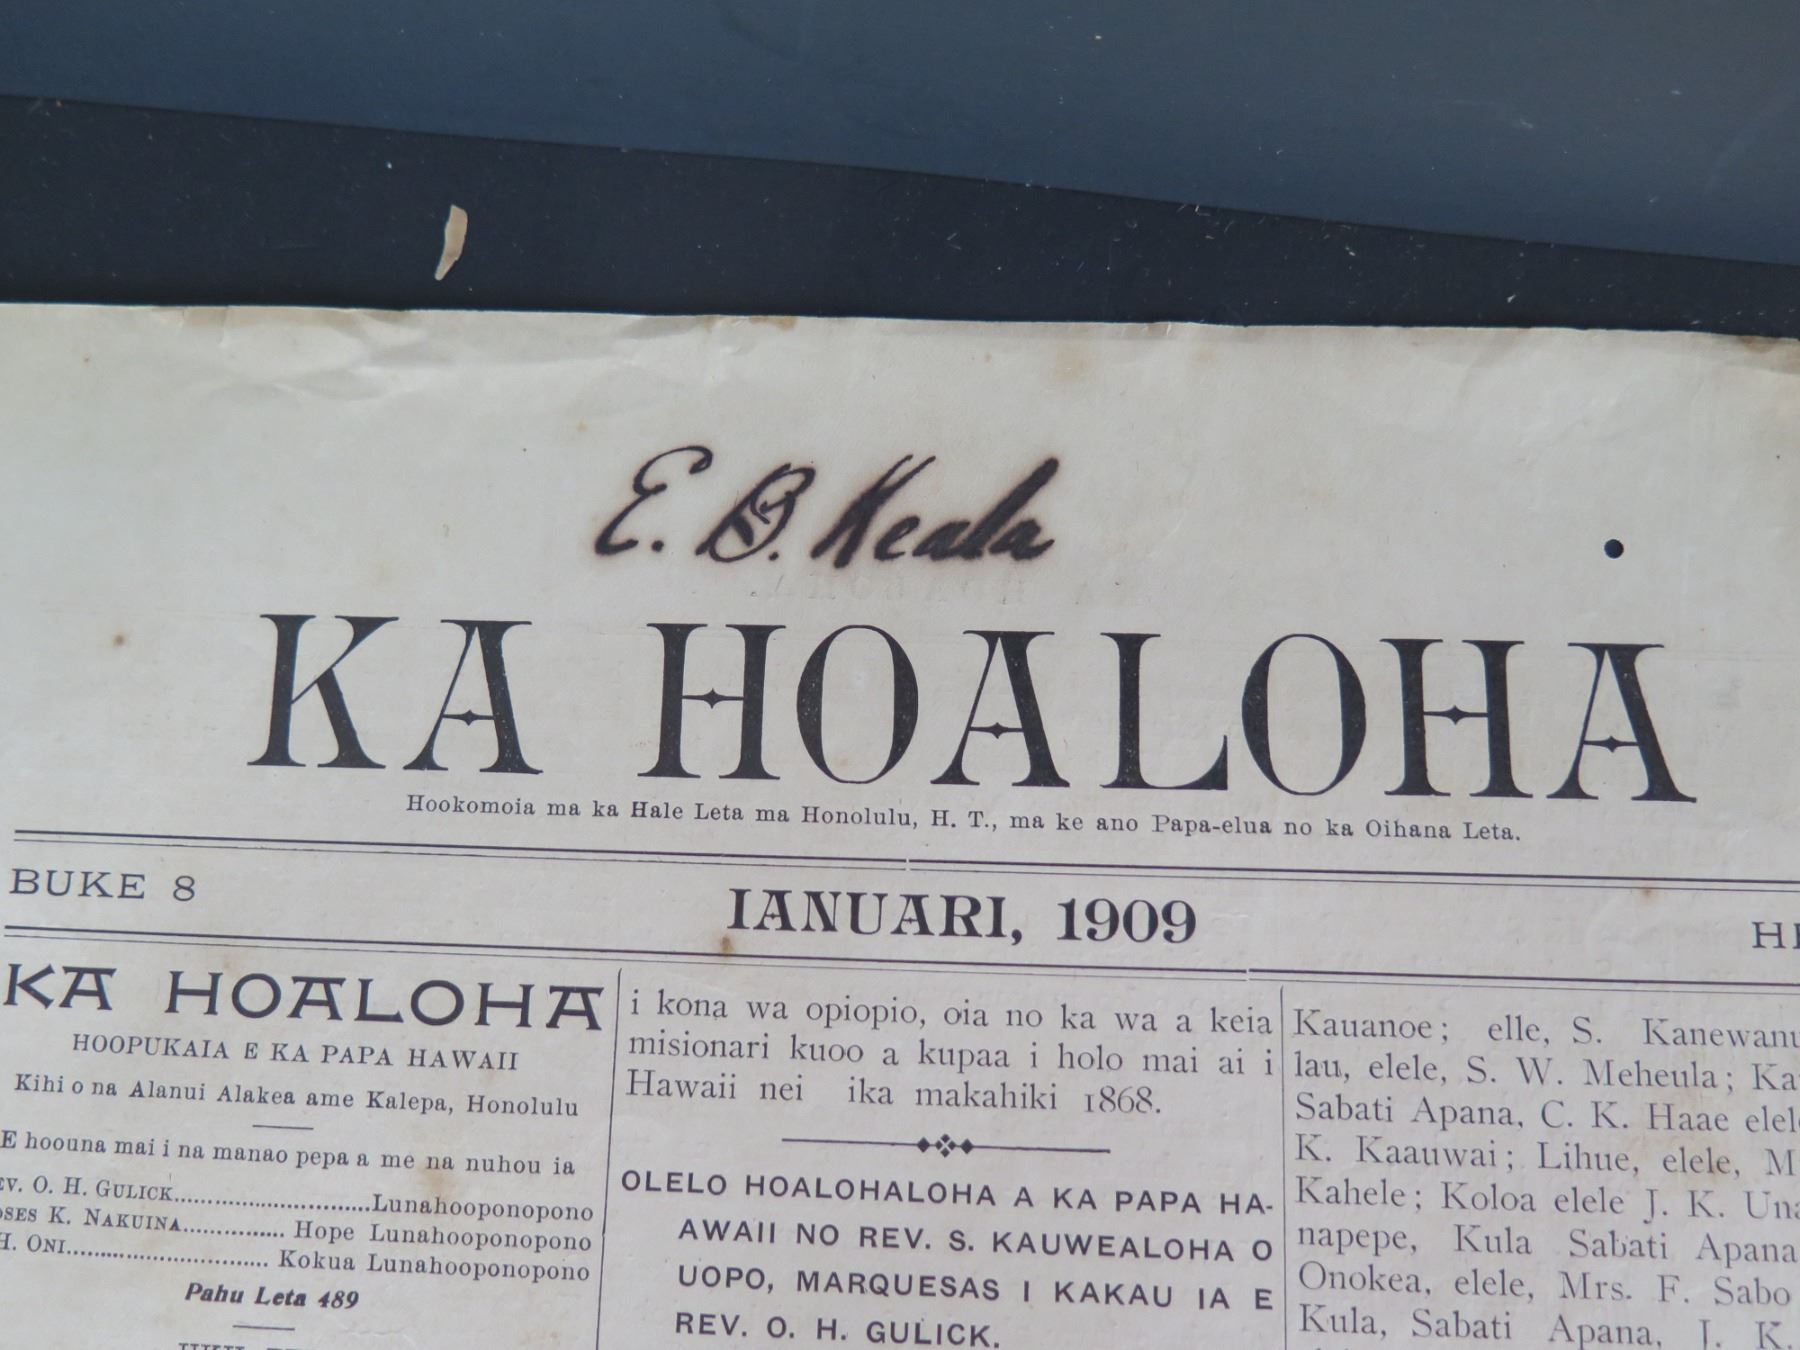 E. B. Keala
KA HOALOHA
Hookomoia ma ka Hale Leta ma Honolulu, H. T., ma ke ano Papa-elua no ka Oihana Leta.
BUKE 8
IANUARI, 1909
KA HOALOHA
HOOPUKAIA E KA PAPA HAWAII
Kihi o na Alanui Alakea ame Kalepa, Honolulu
E hoouna mai i na manao pepa a me na nuhou ia
O. H. GULICK......................................Lunahooponopono
K. NAKUINA............... Hope Lunahooponopono
H. ONI.............................. Kokua Lunahooponopono
Pahu Leta 489
i kona wa opiopio, oia no ka wa a keia
misionari kuoo a kupaa i holo mai ai i
Hawaii nei ika makahiki 1868.
OLELO HOALOHALOHA A KA PAPA HA-
AWAII NO REV. S. KAUWEALOHA O
UOPO, MARQUESAS I KAKAU IA E
REV. O. H. GULICK.
Kauanoe; elle, S.
lau, elele, S. W. Meheula;
Sabati Apana, C. K. Haae
K. Kaauwai; Lihue, elele,
Kahele; Koloa elele J. K.
napepe, Kula Sabati Apana
Onokea, elele, Mrs. F. Sabo
Kula, Sabati Apana, J. K.